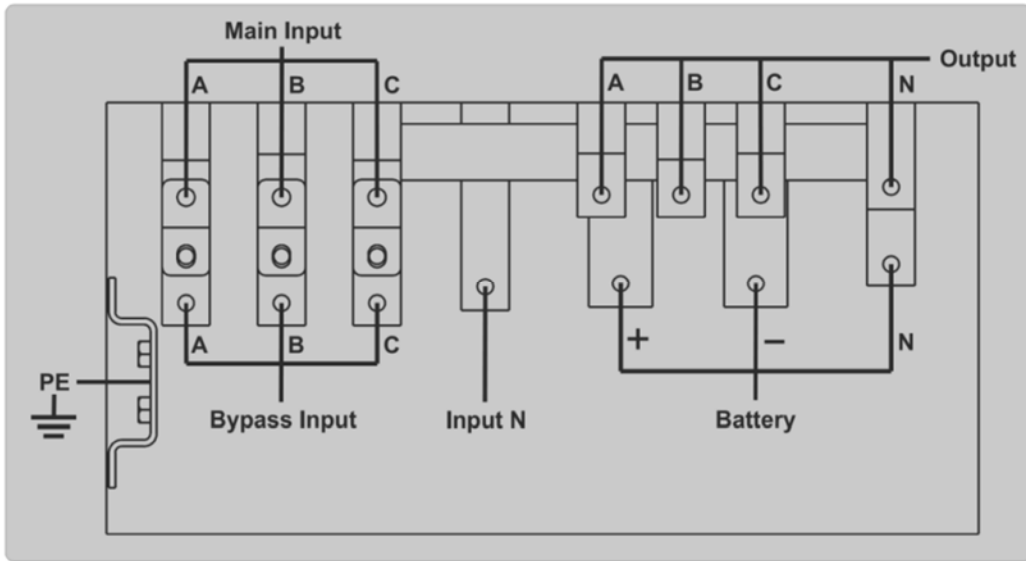 Main Input
Output
A B C
A B C N
+ − N
A B C
PE
Bypass Input
Input N
Battery